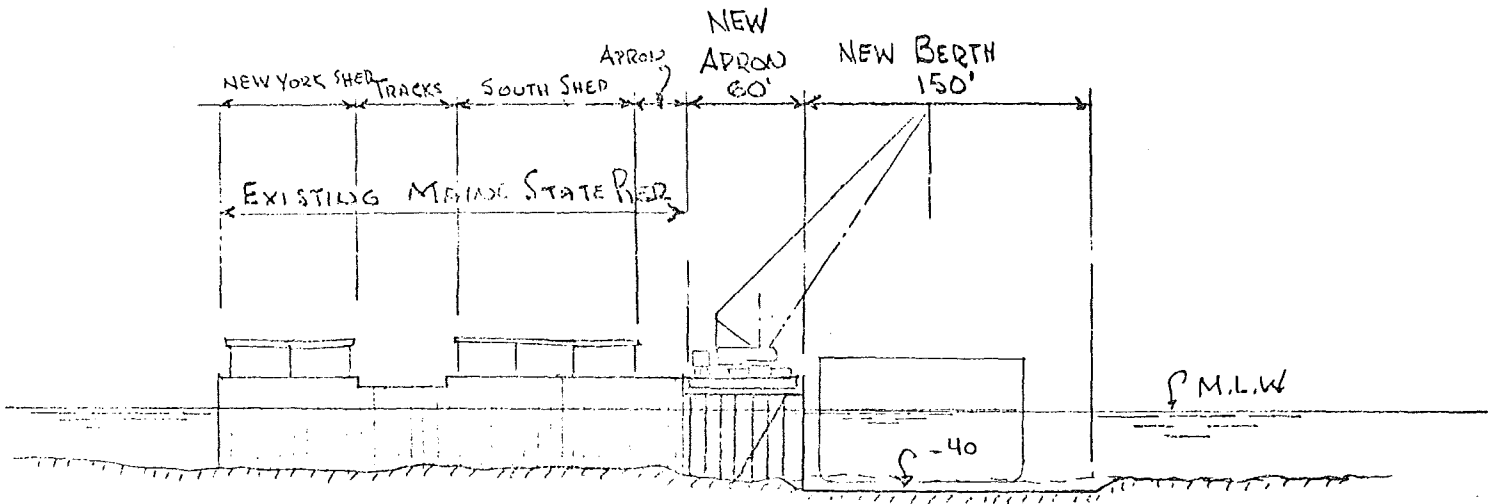 NEW YORK SHED
TRACKS
SOUTH SHED
APRON
NEW
APRON
60'
NEW BERTH
150'
EXISTING MAINE STATE PIER
M.L.W
-40